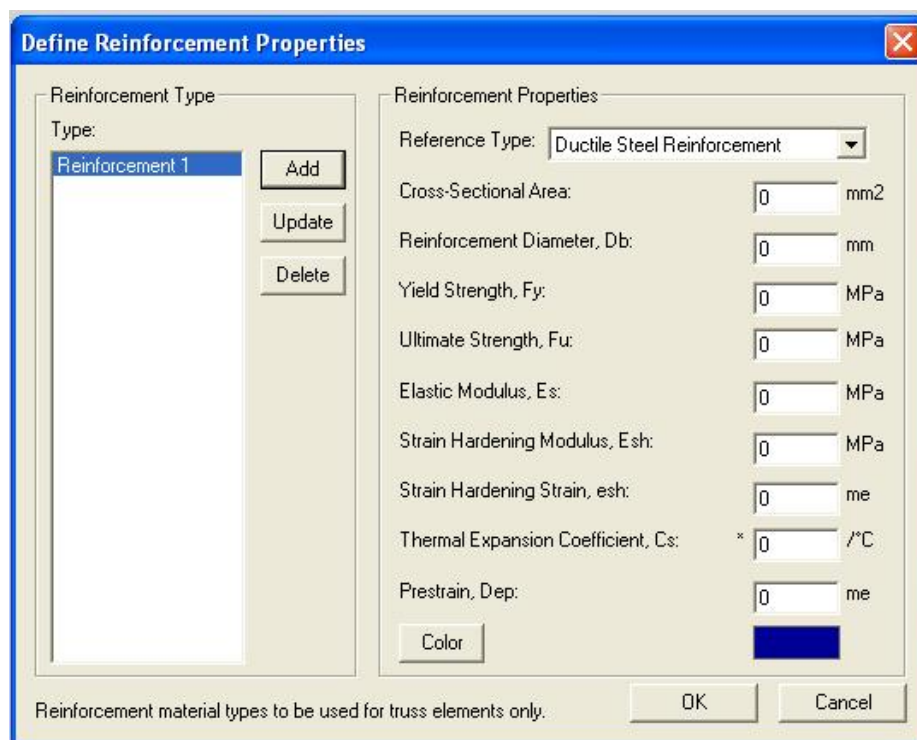 Define Reinforcement Properties
Reinforcement Type
Type:
Reinforcement 1
Add
Update
Delete
Reinforcement Properties
Reference Type: Ductile Steel Reinforcement
Cross-Sectional Area: 0 mm2
Reinforcement Diameter, Db: 0 mm
Yield Strength, Fy: 0 MPa
Ultimate Strength, Fu: 0 MPa
Elastic Modulus, Es: 0 MPa
Strain Hardening Modulus, Esh: 0 MPa
Strain Hardening Strain, esh: 0 me
Thermal Expansion Coefficient, Cs: * 0 /°C
Prestrain, Dep: 0 me
Color
Reinforcement material types to be used for truss elements only.
OK Cancel